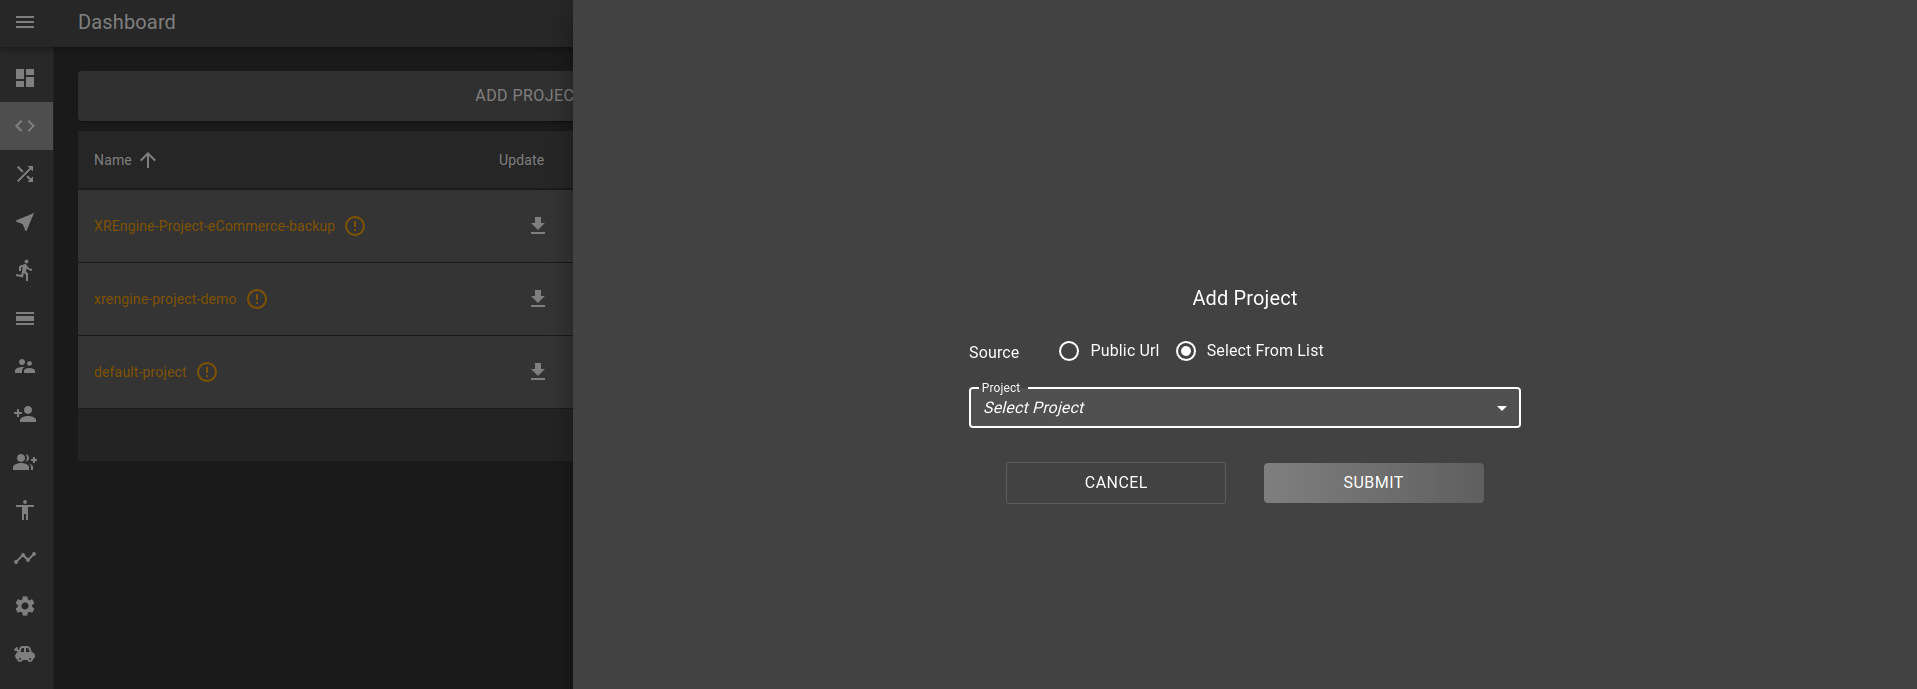 Dashboard
ADD PROJEC
Name
Update
XREngine-Project-eCommerce-backup
xrengine-project-demo
default-project
Add Project
Source
Public Url
Select From List
Project
Select Project
CANCEL
SUBMIT